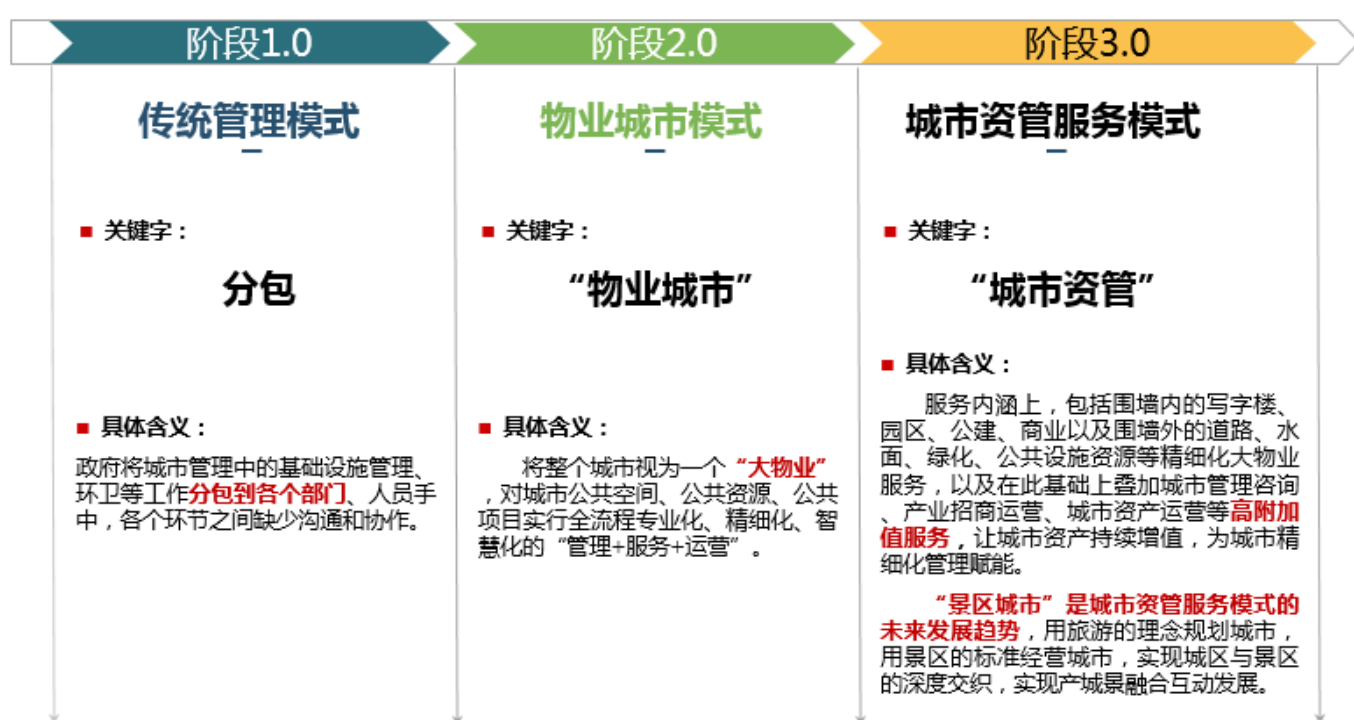 阶段1.0
阶段2.0
阶段3.0
传统管理模式
关键字：
分包
具体含义：
政府将城市管理中的基础设施管理、
环卫等工作分包到各个部门、人员手
中，各个环节之间缺少沟通和协作。
物业城市模式
关键字：
“物业城市”
具体含义：
将整个城市视为一个“大物业”
，对城市公共空间、公共资源、公共
项目实行全流程专业化、精细化、智
慧化的“管理+服务+运营”。
城市资管服务模式
关键字：
“城市资管”
具体含义：
服务内涵上，包括围墙内的写字楼、
园区、公建、商业以及围墙外的道路、水
面、绿化、公共设施资源等精细化大物业
服务，以及在此基础上叠加城市管理咨询
、产业招商运营、城市资产运营等高附加
值服务，让城市资产持续增值，为城市精
细化管理赋能。
“景区城市”是城市资管服务模式的
未来发展趋势，用旅游的理念规划城市，
用景区的标准经营城市，实现城区与景区
的深度交织，实现产城景融合互动发展。